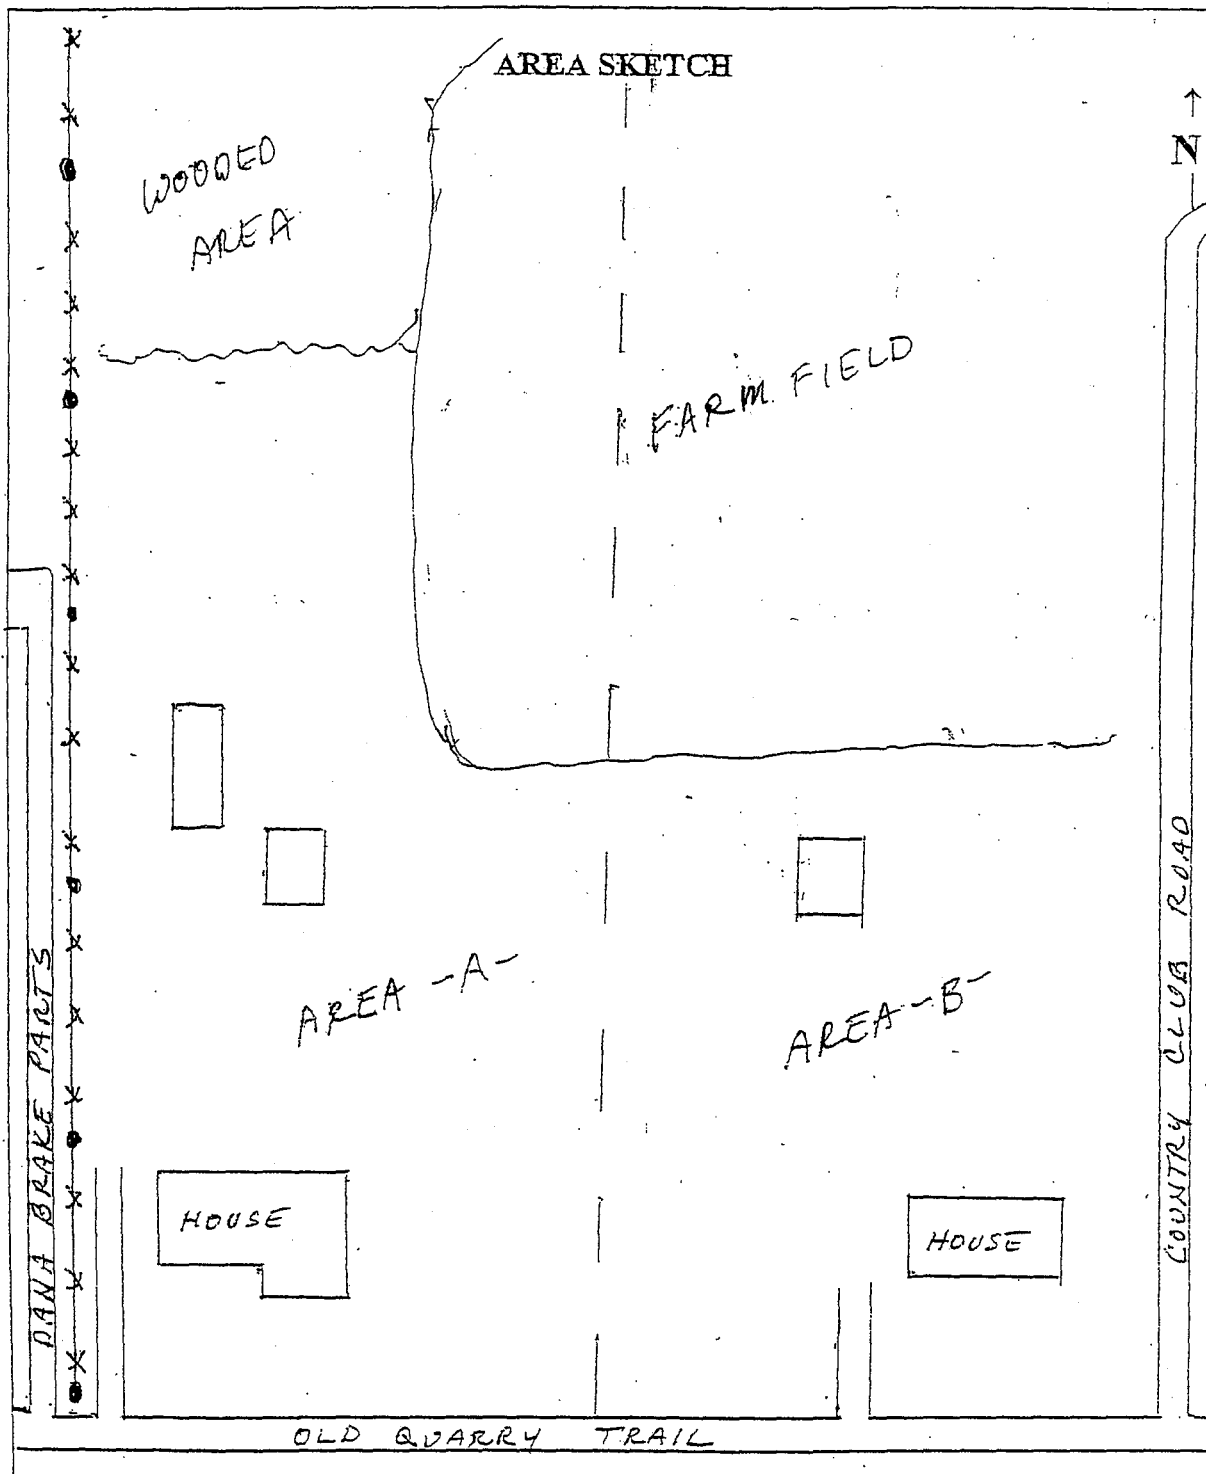 AREA SKETCH
N
WOODED
AREA
FARM FIELD
AREA -A-
AREA -B-
DANA BRAKE PARTS
COUNTRY CLUB ROAD
HOUSE
HOUSE
OLD QUARRY TRAIL